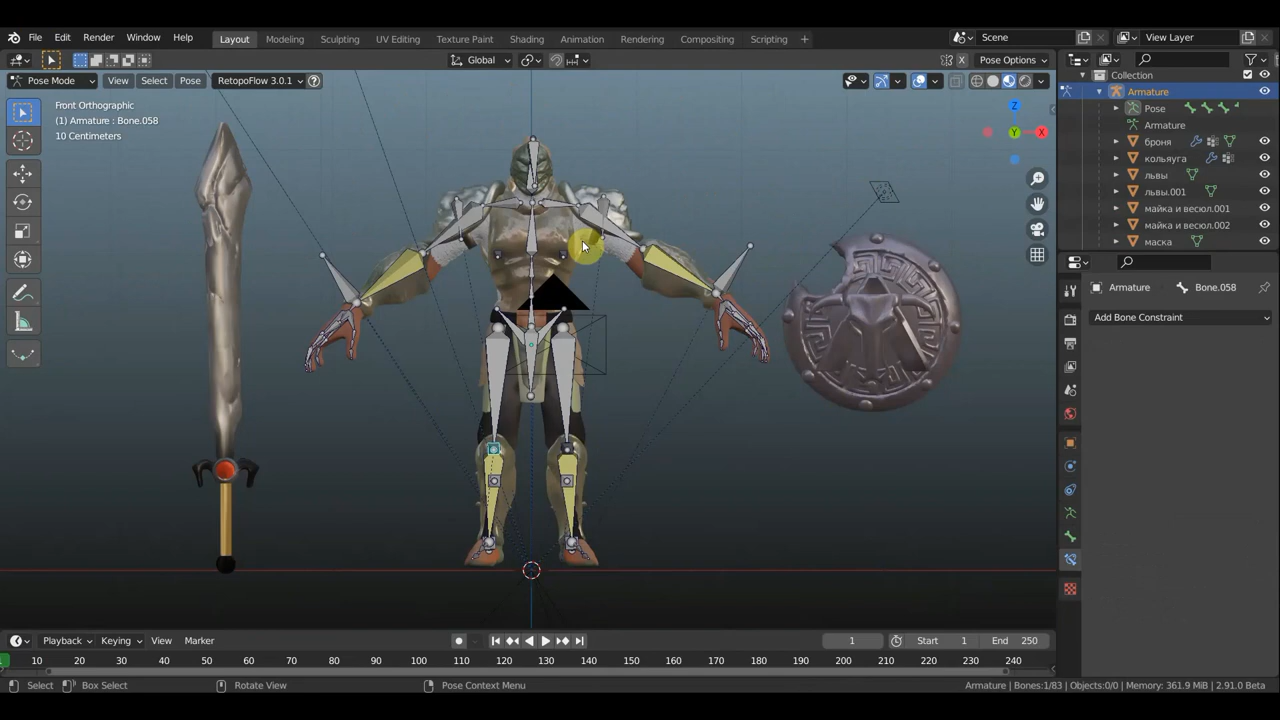 File Edit Render Window Help Layout Modeling Sculpting UV Editing Texture Paint Shading Animation Rendering Compositing Scripting + Scene View Layer
Global Pose Options
Pose Mode View Select Pose RetopoFlow 3.0.1
Front Orthographic
(1) Armature : Bone.058
10 Centimeters
Z
Y X
Collection
Armature
Pose
Armature
броня
кольяуга
львы
львы.001
майка и весюл.001
майка и весюл.002
маска
Armature Bone.058
Add Bone Constraint
Playback Keying View Marker 1 Start 1 End 250
10 20 30 40 50 60 70 80 90 100 110 120 130 140 150 160 170 180 190 200 210 220 230 240
Select Box Select Rotate View Pose Context Menu Armature | Bones:1/83 | Objects:0/0 | Memory: 361.9 MiB | 2.91.0 Beta